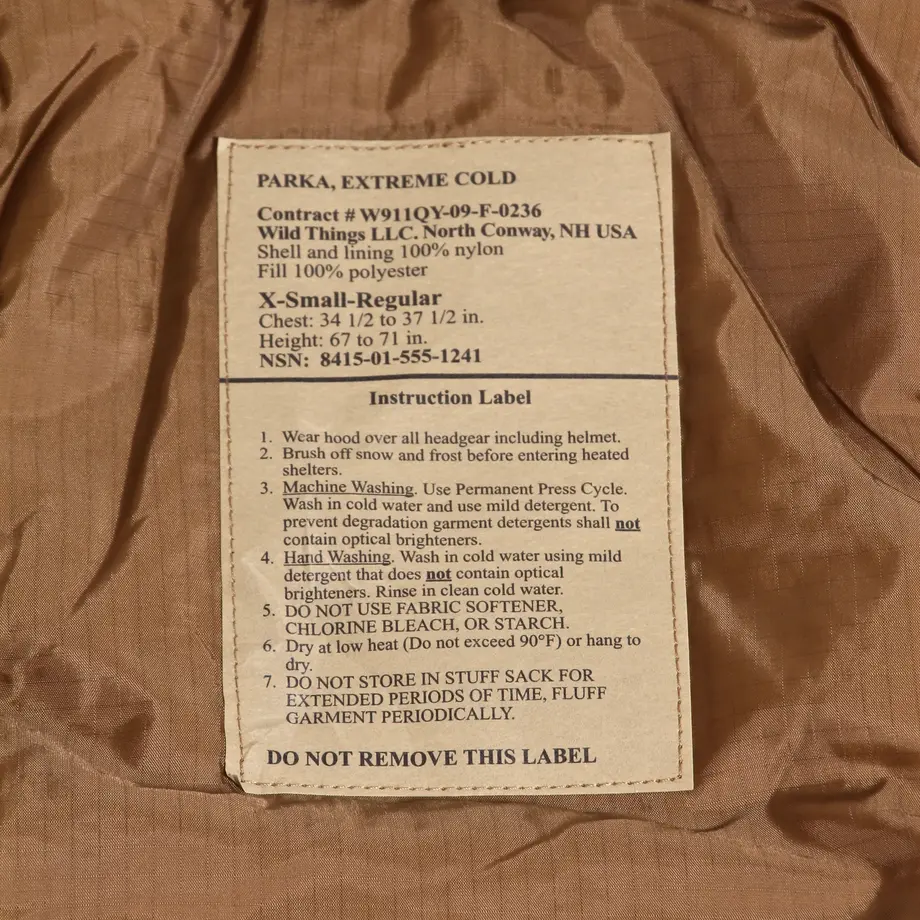 PARKA, EXTREME COLD
Contract # W911QY-09-F-0236
Wild Things LLC. North Conway, NH USA
Shell and lining 100% nylon
Fill 100% polyester
X-Small-Regular
Chest: 34 1/2 to 37 1/2 in.
Height: 67 to 71 in.
NSN: 8415-01-555-1241
Instruction Label
1. Wear hood over all headgear including helmet.
2. Brush off snow and frost before entering heated
shelters.
3. Machine Washing. Use Permanent Press Cycle.
Wash in cold water and use mild detergent. To
prevent degradation garment detergents shall not
contain optical brighteners.
4. Hand Washing. Wash in cold water using mild
detergent that does not contain optical
brighteners. Rinse in clean cold water.
5. DO NOT USE FABRIC SOFTENER,
CHLORINE BLEACH, OR STARCH.
6. Dry at low heat (Do not exceed 90°F) or hang to
dry.
7. DO NOT STORE IN STUFF SACK FOR
EXTENDED PERIODS OF TIME, FLUFF
GARMENT PERIODICALLY.
DO NOT REMOVE THIS LABEL